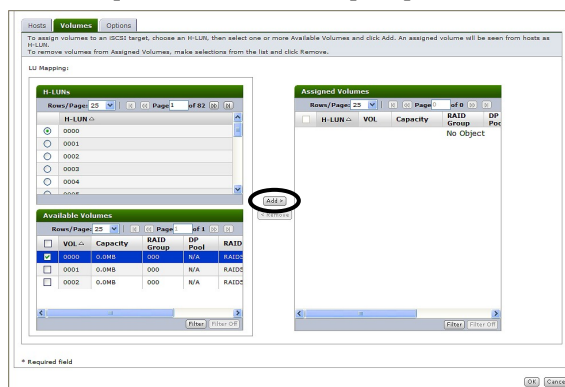 Hosts Volumes Options
To assign volumes to an iSCSI target, choose an H-LUN, then select one or more Available Volumes and click Add. An assigned volume will be seen from hosts as
H-LUN.
To remove volumes from Assigned Volumes, make selections from the list and click Remove.
LU Mapping:
H-LUNs
Rows/Page: 25 Page 1 of 82
H-LUN
0000
0001
0002
0003
0004
0005
Add >
< Remove
Available Volumes
Rows/Page: 25 Page 1 of 1
VOL Capacity RAID Group DP Pool RAID
0000 0.0MB 000 N/A RAID5
0001 0.0MB 000 N/A RAID5
0002 0.0MB 000 N/A RAID5
Filter Filter Off
Assigned Volumes
Rows/Page: 25 Page 0 of 0
H-LUN VOL Capacity RAID Group DP Poo
No Object
Filter Filter Off
* Required field
OK Cance